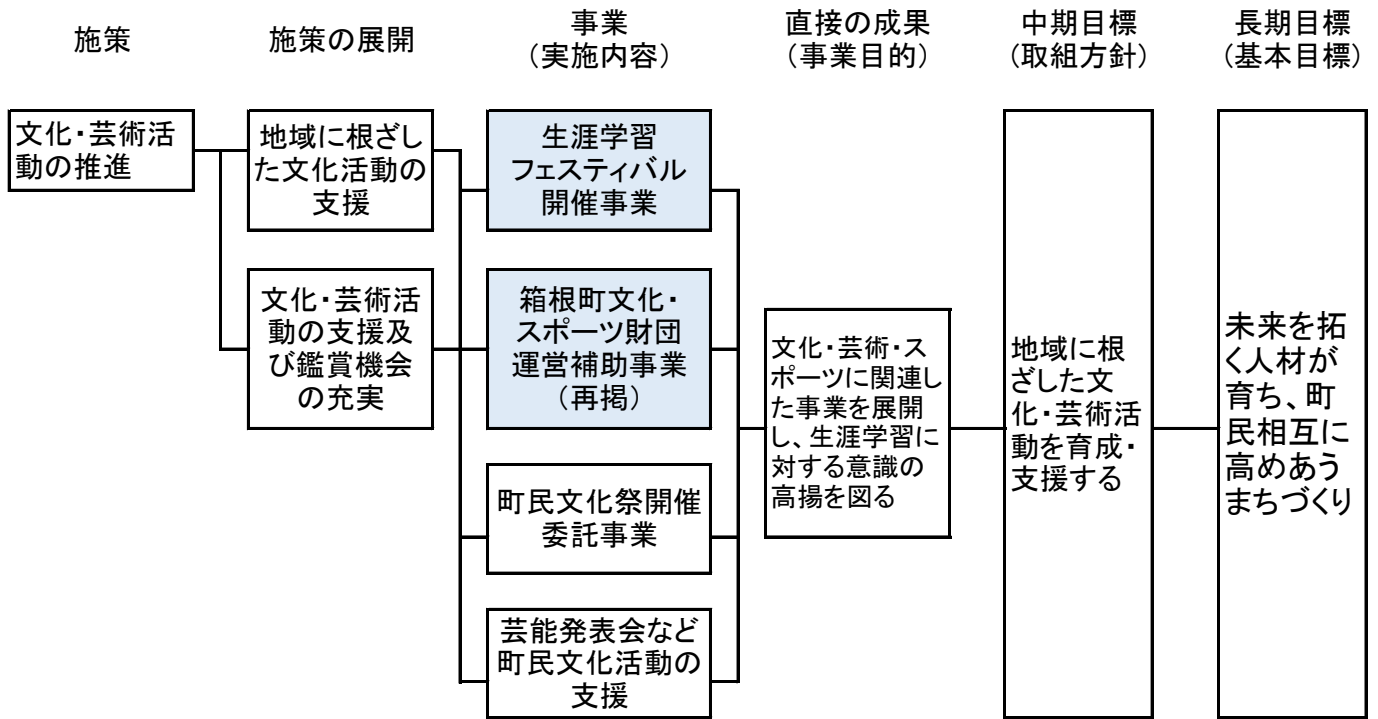 施策
施策の展開
事業
（実施内容）
直接の成果
（事業目的）
中期目標
（取組方針）
長期目標
（基本目標）
文化・芸術活
動の推進
地域に根ざし
た文化活動の
支援
文化・芸術活
動の支援及
び鑑賞機会
の充実
生涯学習
フェスティバル
開催事業
箱根町文化・
スポーツ財団
運営補助事業
（再掲）
町民文化祭開催
委託事業
芸能発表会など
町民文化活動の
支援
文化・芸術・ス
ポーツに関連し
た事業を展開
し、生涯学習に
対する意識の
高揚を図る
地域に根
ざした文
化・芸術活
動を育成・
支援する
未来を拓
く人材が
育ち、町
民相互に
高めあう
まちづくり